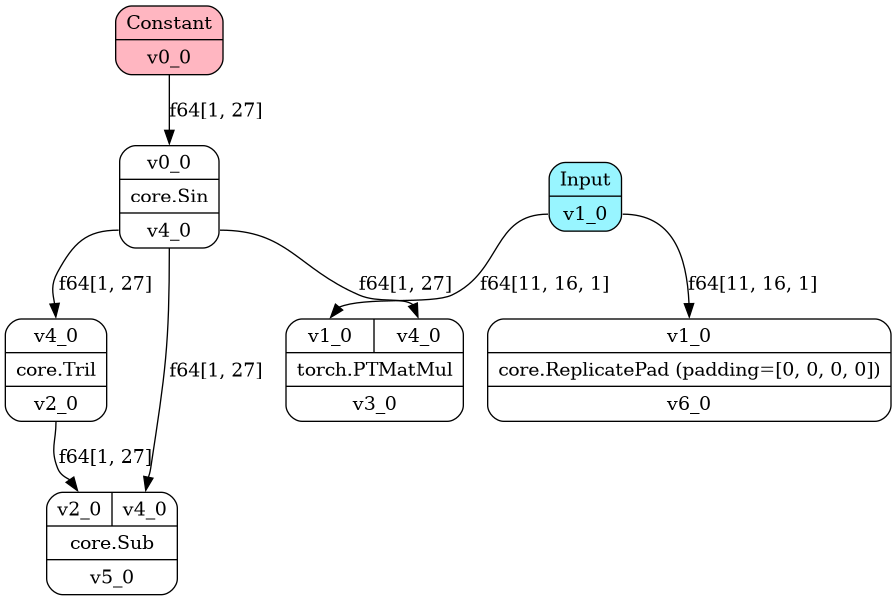 Constant
v0_0
f64[1, 27]
v0_0
core.Sin
v4_0
Input
v1_0
f64[1, 27]
f64[1, 27]
f64[1, 27]
f64[11, 16, 1]
f64[11, 16, 1]
v4_0
core.Tril
v2_0
v1_0 v4_0
torch.PTMatMul
v3_0
v1_0
core.ReplicatePad (padding=[0, 0, 0, 0])
v6_0
f64[1, 27]
v2_0 v4_0
core.Sub
v5_0